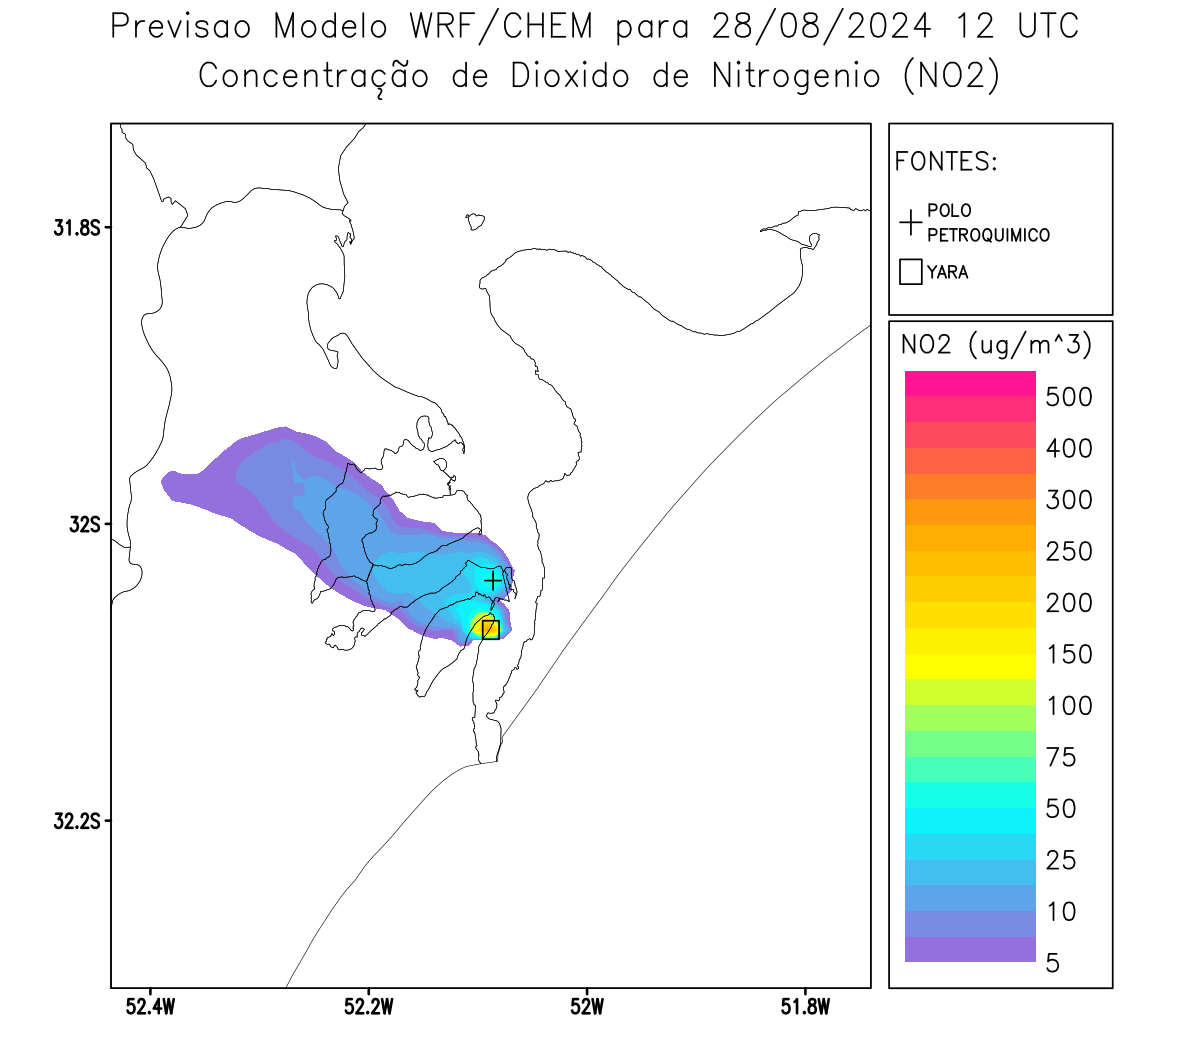 Previsao Modelo WRF/CHEM para 28/08/2024 12 UTC
Concentração de Dioxido de Nitrogenio (NO2)
FONTES:
POLO
PETROQUIMICO
YARA
NO2 (ug/m^3)
500
400
300
250
200
150
100
75
50
25
10
5
31.8S
32S
32.2S
52.4W
52.2W
52W
51.8W